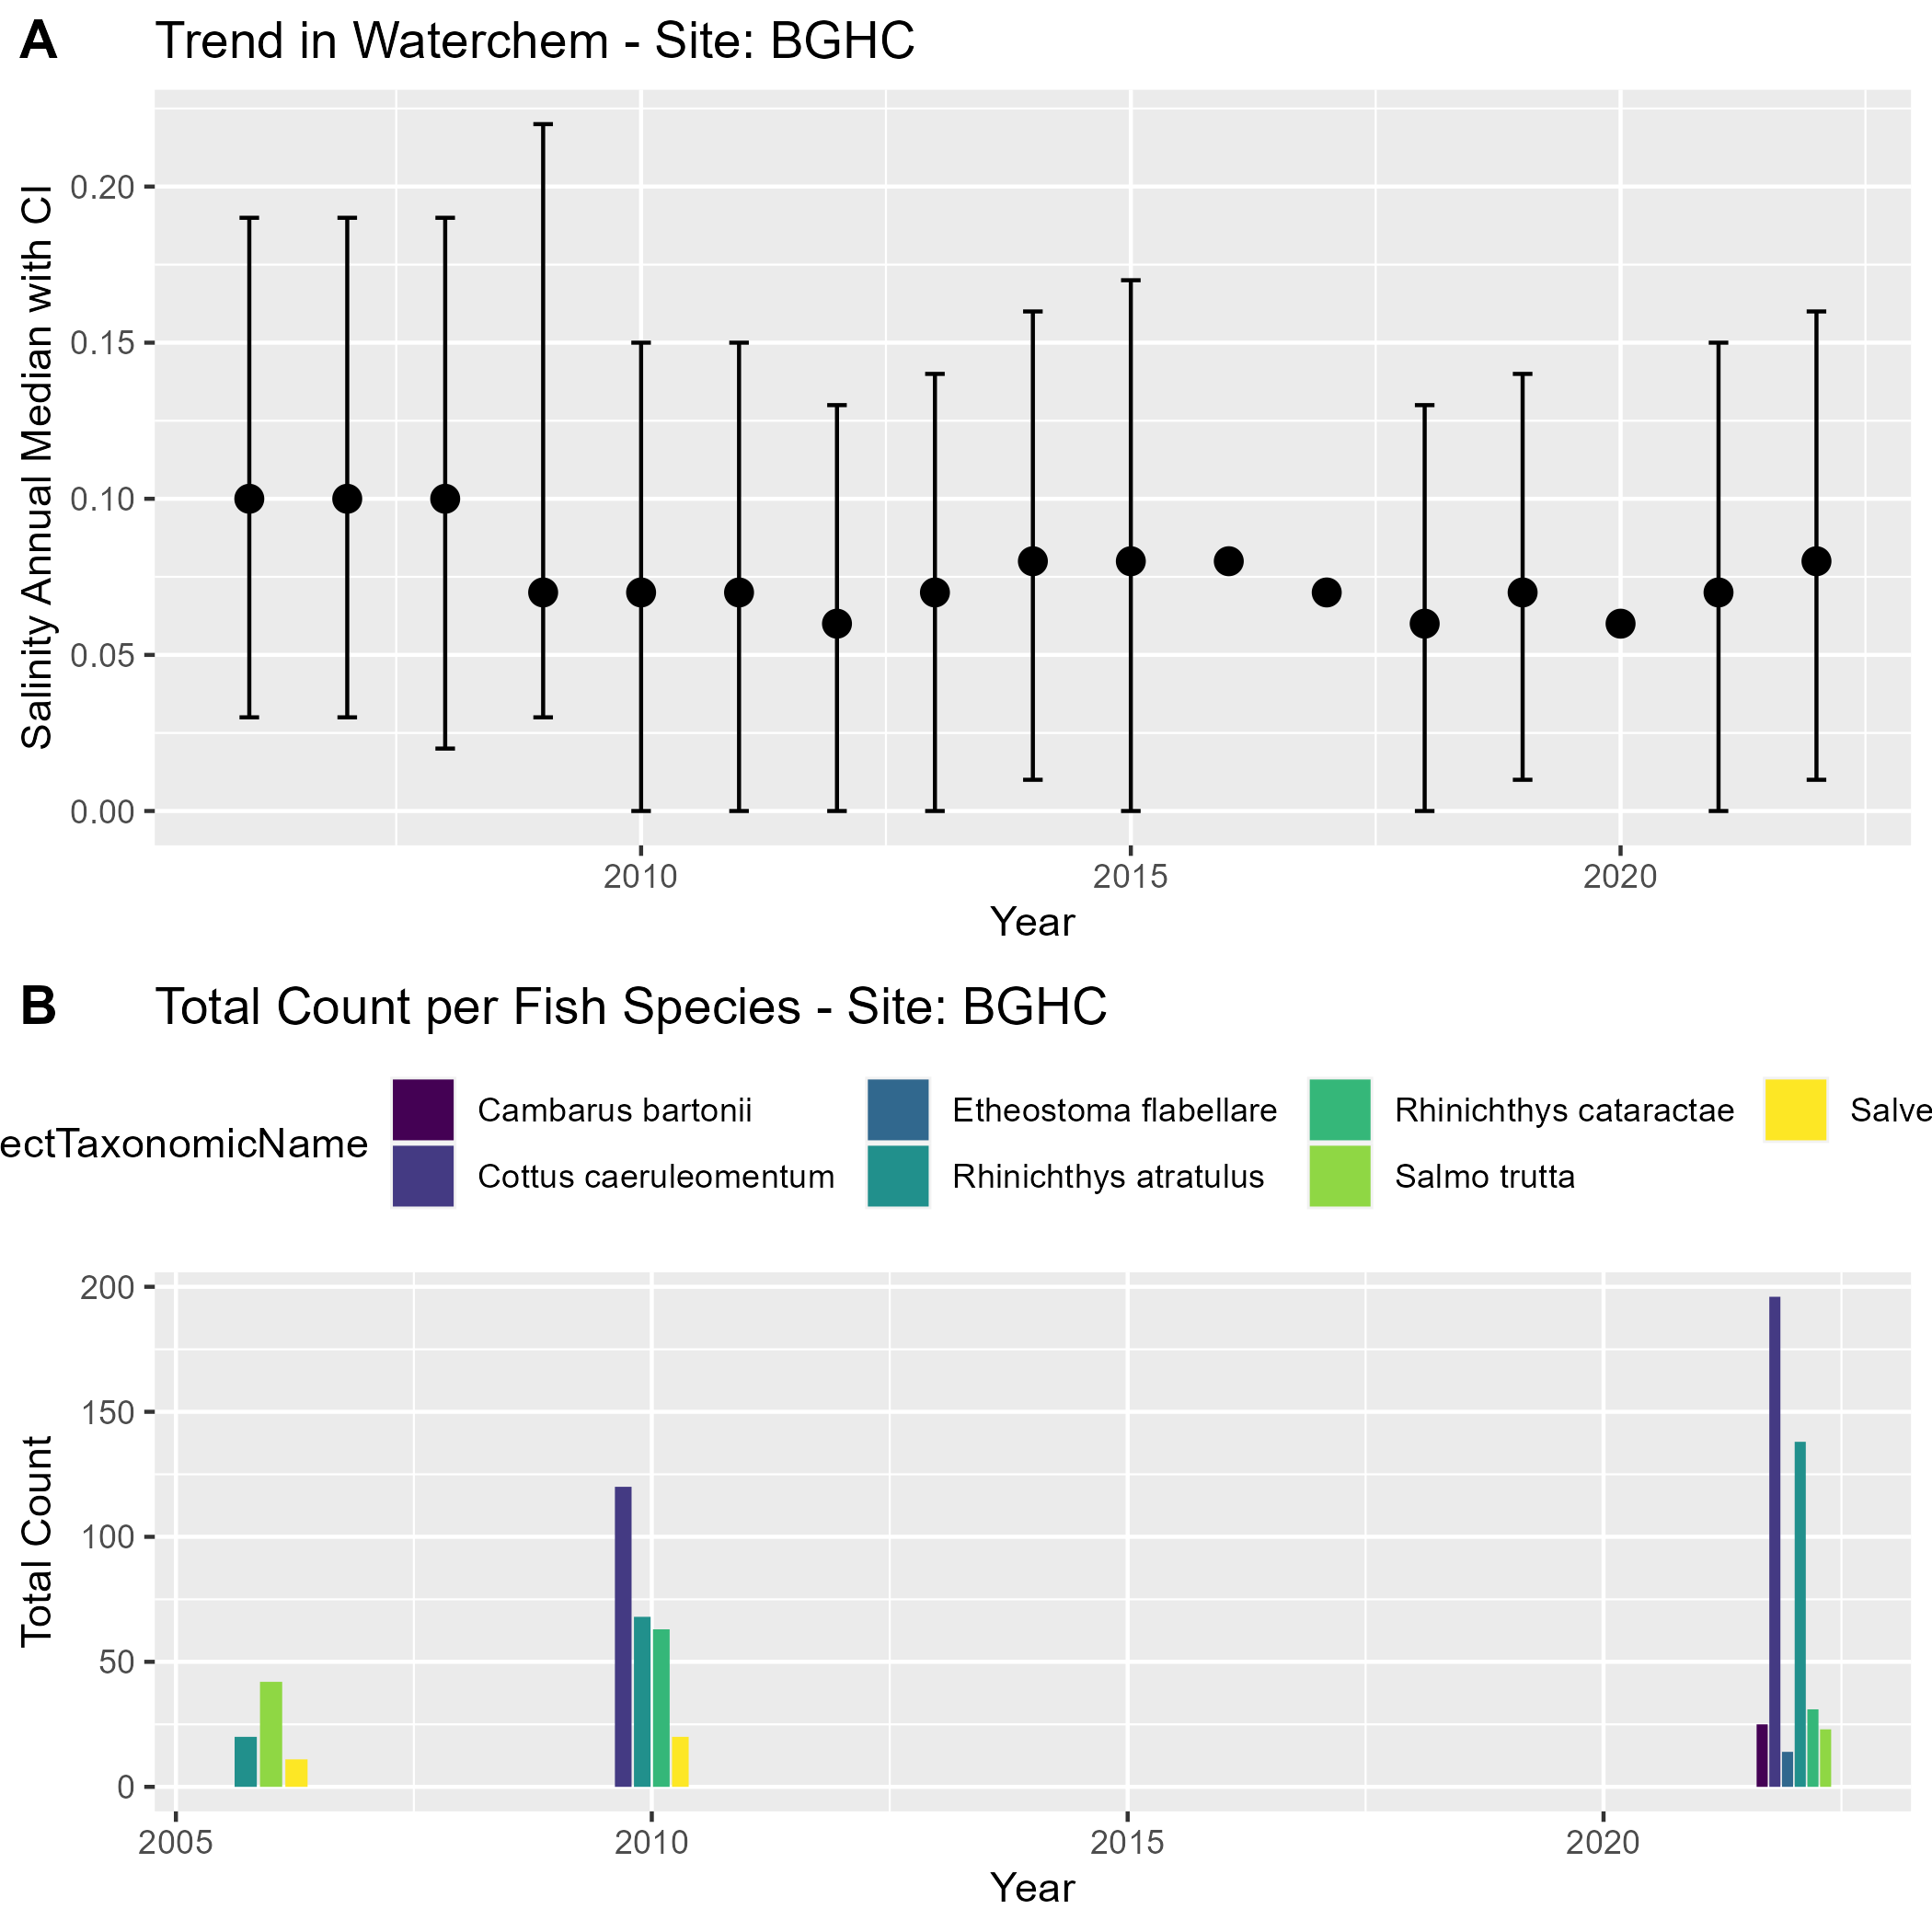 A Trend in Waterchem - Site: BGHC
Salinity Annual Median with CI
0.20
0.15
0.10
0.05
0.00
2010 2015 2020
Year
B Total Count per Fish Species - Site: BGHC
ectTaxonomicName
Cambarus bartonii Etheostoma flabellare Rhinichthys cataractae Salve
Cottus caeruleomentum Rhinichthys atratulus Salmo trutta
Total Count
200
150
100
50
0
2005 2010 2015 2020
Year